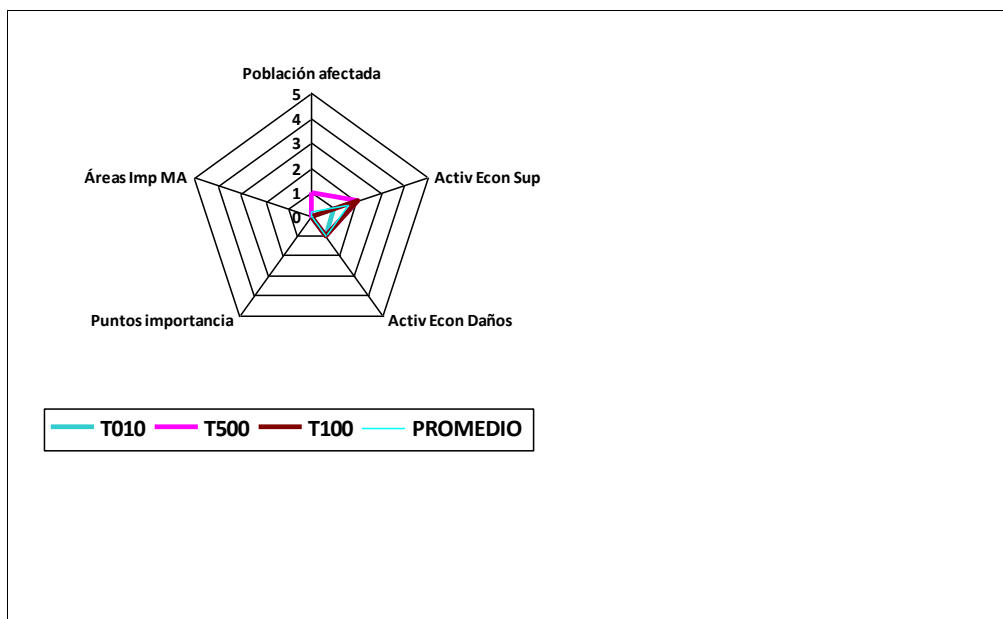 Población afectada
5
4
3
2
1
0
Áreas Imp MA
Activ Econ Sup
Puntos importancia
Activ Econ Daños
T010 T500 T100 PROMEDIO